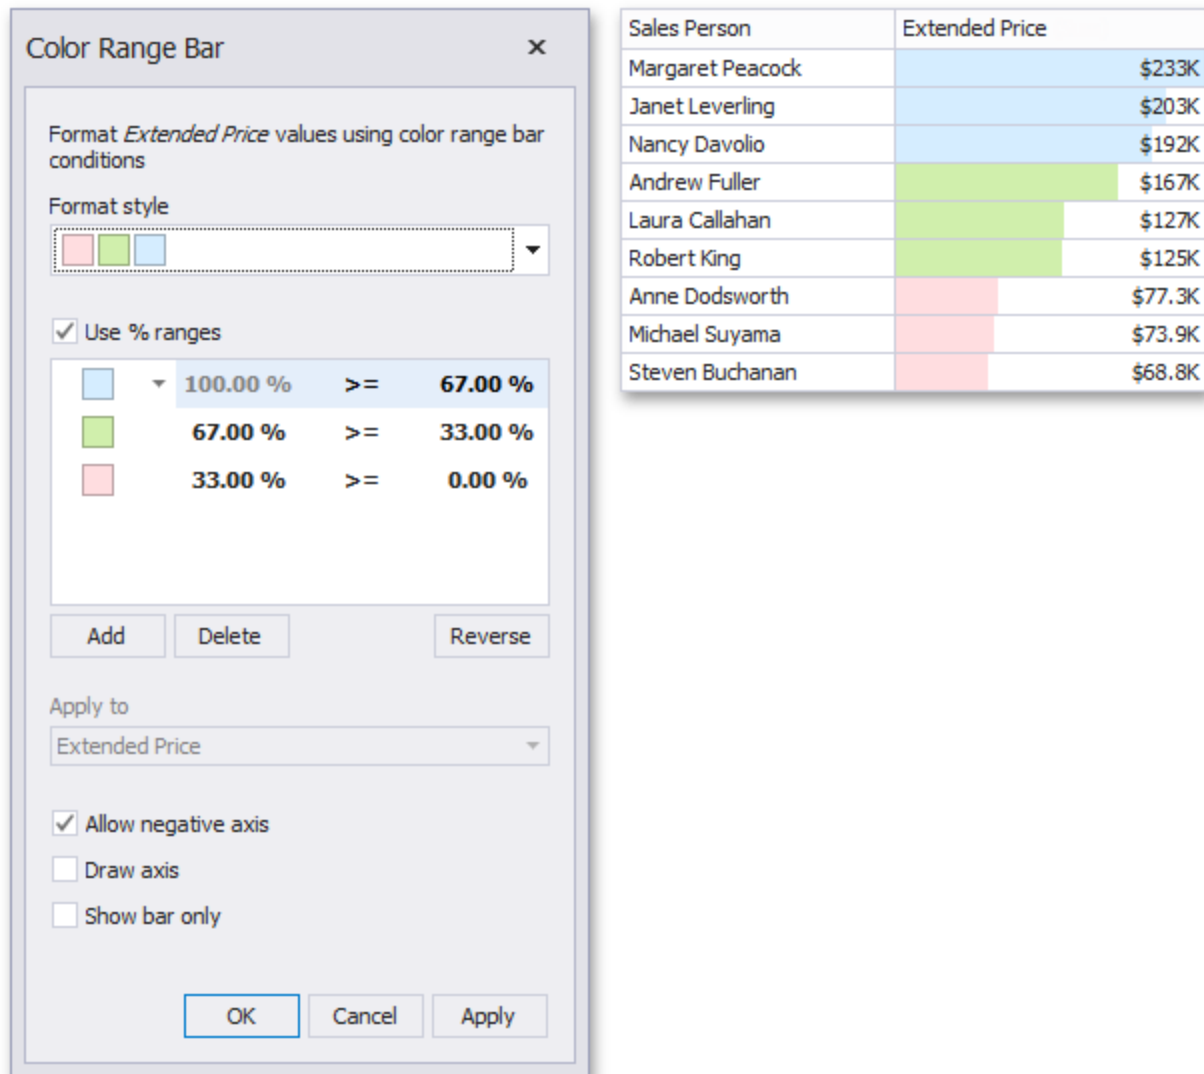 Color Range Bar
Format Extended Price values using color range bar
conditions
Format style
Use % ranges
100.00 % >= 67.00 %
67.00 % >= 33.00 %
33.00 % >= 0.00 %
Add Delete Reverse
Apply to
Extended Price
Allow negative axis
Draw axis
Show bar only
OK Cancel Apply
Sales Person Extended Price
Margaret Peacock $233K
Janet Leverling $203K
Nancy Davolio $192K
Andrew Fuller $167K
Laura Callahan $127K
Robert King $125K
Anne Dodsworth $77.3K
Michael Suyama $73.9K
Steven Buchanan $68.8K